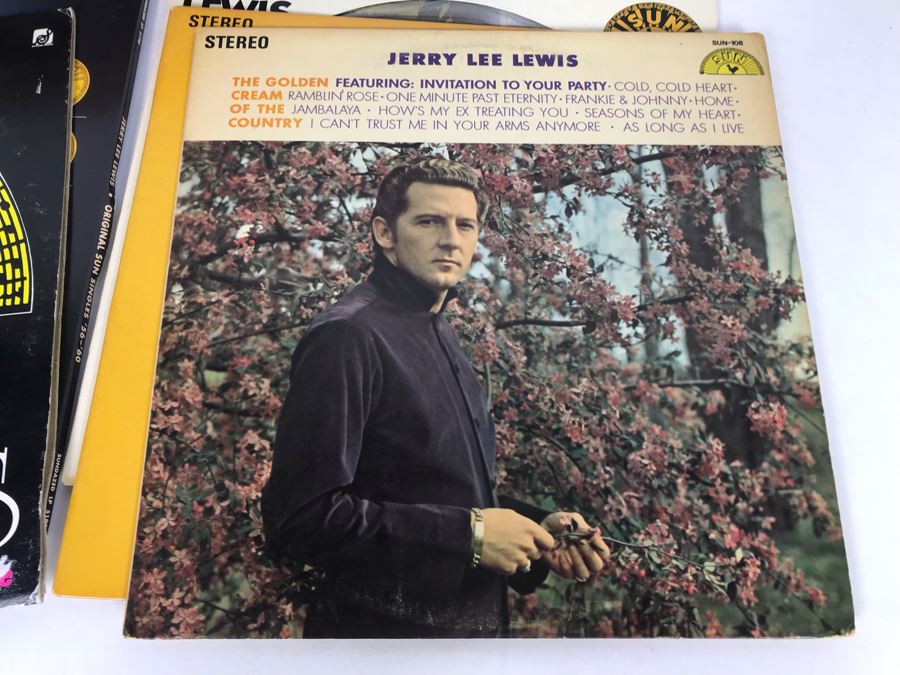 LEWIS
STEREO
SUN
STEREO
SUN-108
JERRY LEE LEWIS
SUN
THE GOLDEN FEATURING: INVITATION TO YOUR PARTY • COLD, COLD HEART •
CREAM RAMBLIN' ROSE • ONE MINUTE PAST ETERNITY • FRANKIE & JOHNNY • HOME •
OF THE JAMBALAYA • HOW'S MY EX TREATING YOU • SEASONS OF MY HEART •
COUNTRY I CAN'T TRUST ME IN YOUR ARMS ANYMORE • AS LONG AS I LIVE
JERRY LEE LEWIS • ORIGINAL SUN SINGLES '56-'60
SUNDAZED LP
S